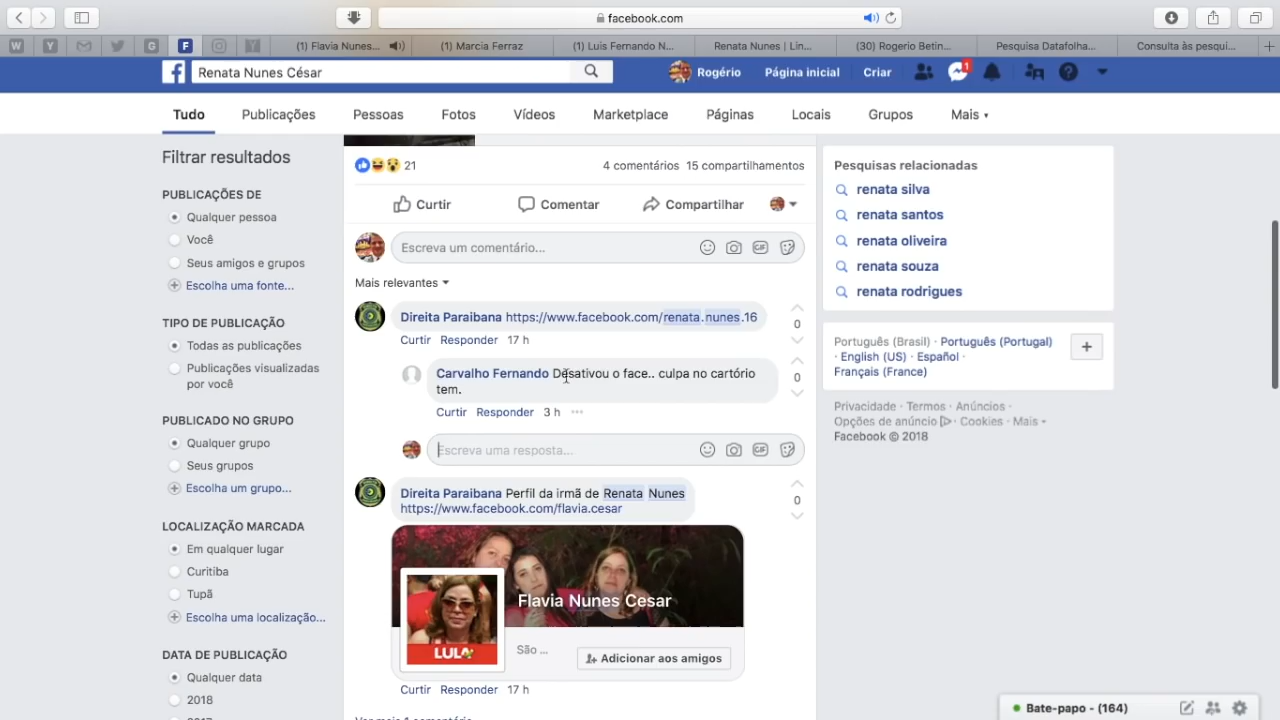 facebook.com
(1) Flavia Nunes...
(1) Marcia Ferraz
(1) Luis Fernando N...
Renata Nunes | Lin...
(30) Rogerio Betin...
Pesquisa Datafolha...
Consulta às pesqui...
Renata Nunes César
Rogério
Página inicial
Criar
1
Tudo
Publicações
Pessoas
Fotos
Vídeos
Marketplace
Páginas
Locais
Grupos
Mais
Filtrar resultados
PUBLICAÇÕES DE
Qualquer pessoa
Você
Seus amigos e grupos
Escolha uma fonte...
TIPO DE PUBLICAÇÃO
Todas as publicações
Publicações visualizadas
por você
PUBLICADO NO GRUPO
Qualquer grupo
Seus grupos
Escolha um grupo...
LOCALIZAÇÃO MARCADA
Em qualquer lugar
Curitiba
Tupã
Escolha uma localização...
DATA DE PUBLICAÇÃO
Qualquer data
2018
21
4 comentários 15 compartilhamentos
Curtir
Comentar
Compartilhar
Escreva um comentário...
Mais relevantes
Direita Paraibana https://www.facebook.com/renata.nunes.16
0
Curtir Responder 17 h
Carvalho Fernando Desativou o face.. culpa no cartório
tem.
0
Curtir Responder 3 h
Escreva uma resposta...
Direita Paraibana Perfil da irmã de Renata Nunes
https://www.facebook.com/flavia.cesar
0
Flavia Nunes Cesar
LULA
São ...
Adicionar aos amigos
Curtir Responder 17 h
Ver mais 1 comentário
Pesquisas relacionadas
renata silva
renata santos
renata oliveira
renata souza
renata rodrigues
Português (Brasil) · Português (Portugal)
· English (US) · Español ·
Français (France)
Privacidade · Termos · Anúncios ·
Opções de anúncio · Cookies · Mais
Facebook © 2018
Bate-papo - (164)